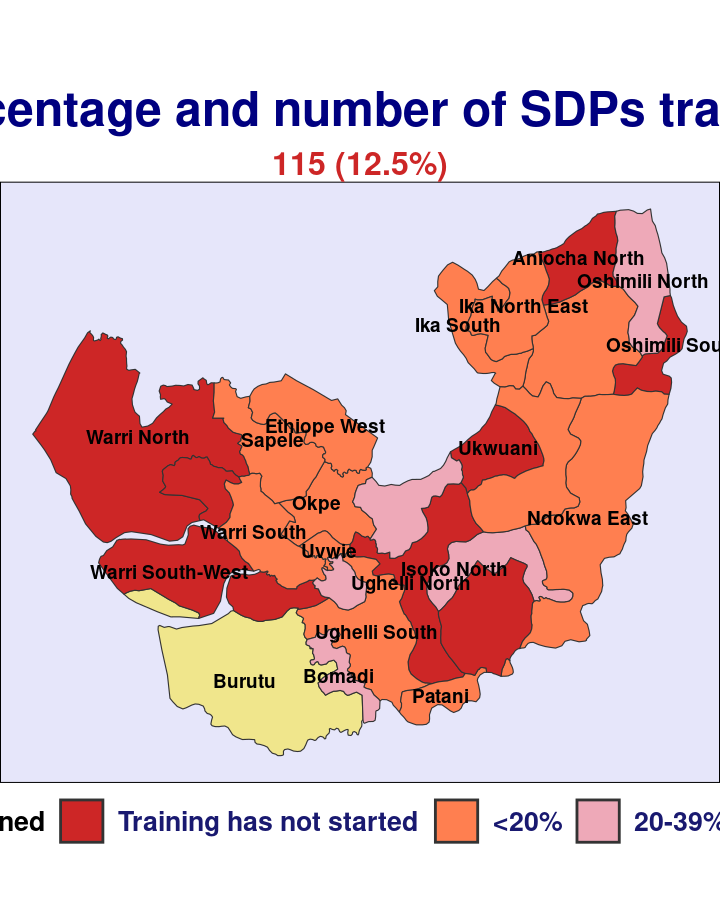 centage and number of SDPs tra
115 (12.5%)
Aniocha North
Oshimili North
Ika North East
Ika South
Oshimili Sou
Ethiope West
Warri North
Sapele
Ukwuani
Okpe
Ndokwa East
Warri South
Uvwie
Isoko North
Warri South-West
Ughelli North
Ughelli South
Bomadi
Burutu
Patani
ned Training has not started <20% 20-39%